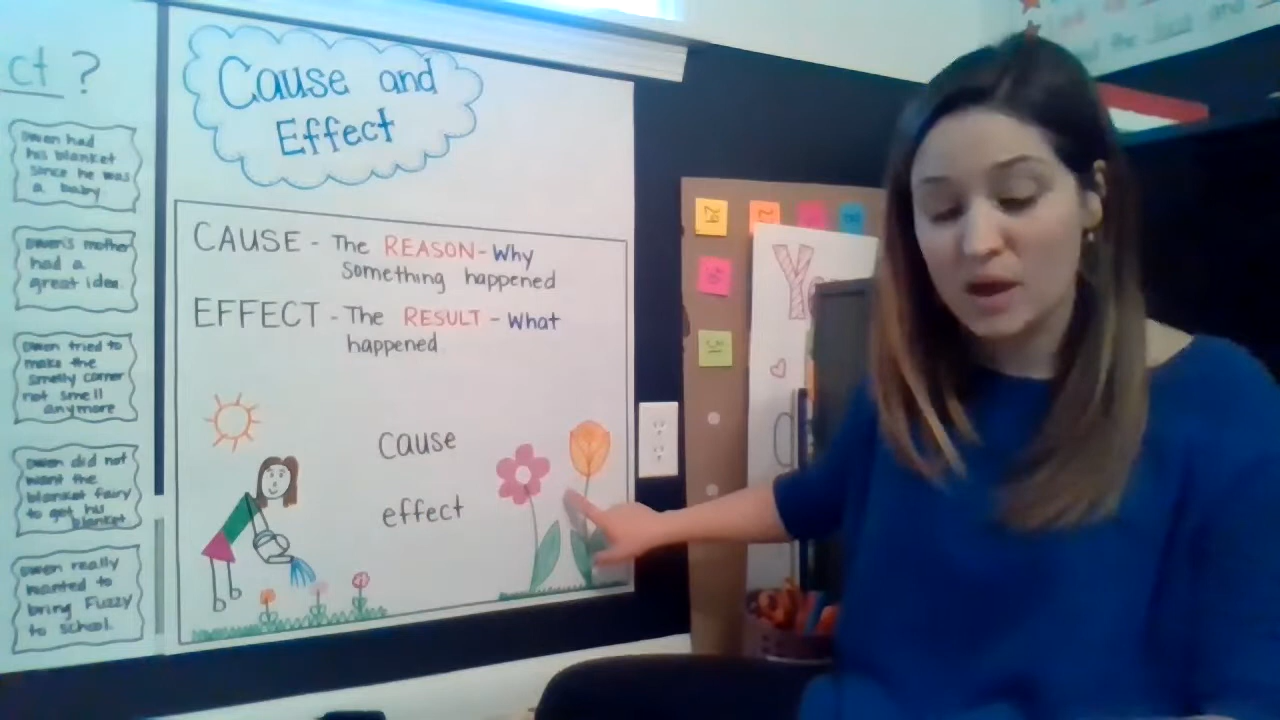 ct ?
Owen had
his blanket
since he was
a baby.
Owen's mother
had a
great idea.
Owen tried to
make the
smelly corner
not smell
anymore
Owen did not
want the
blanket fairy
to get his
blanket
Owen really
wanted to
bring Fuzzy
to school.
Cause and
Effect
CAUSE - The REASON - Why
something happened
EFFECT - The RESULT - What
happened
cause
effect